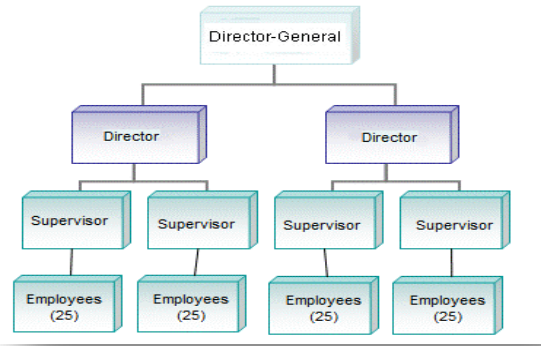 Director-General
Director
Director
Supervisor
Supervisor
Supervisor
Supervisor
Employees
(25)
Employees
(25)
Employees
(25)
Employees
(25)